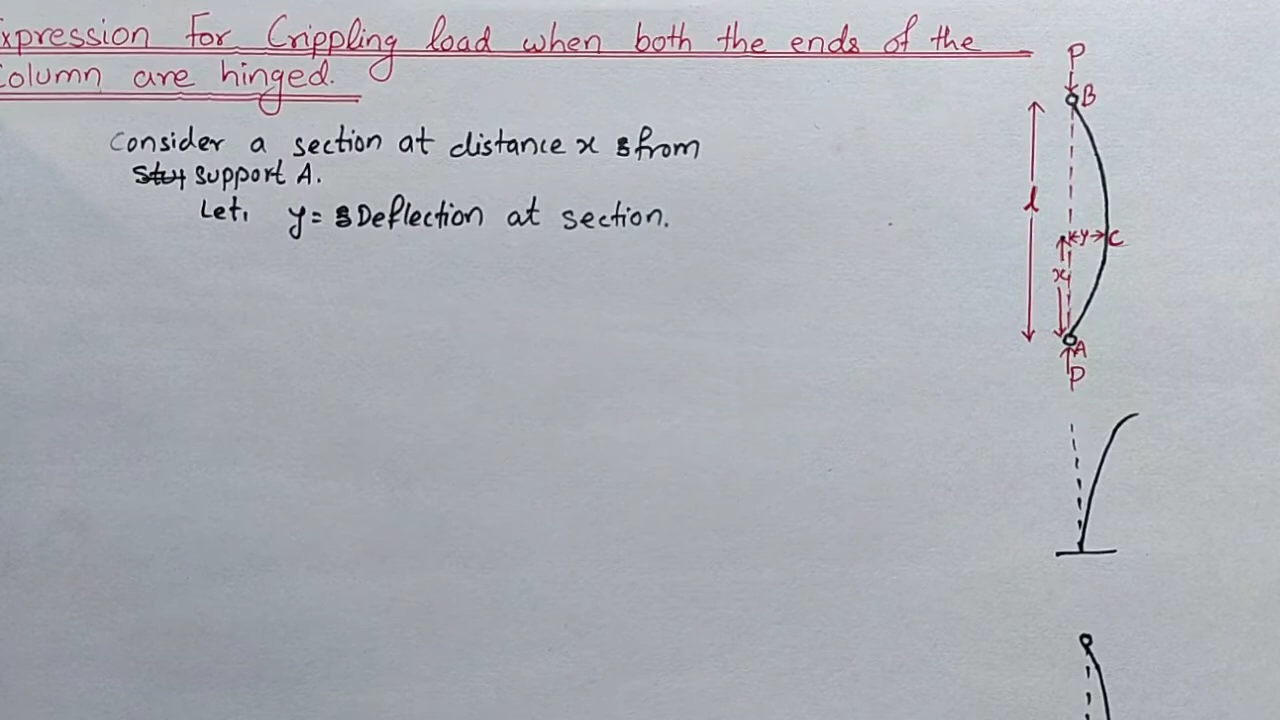 xpression for Crippling load when both the ends of the
column are hinged.
Consider a section at distance x from
support A.
Let, y = Deflection at section.
P
B
l
y
C
x
A
P